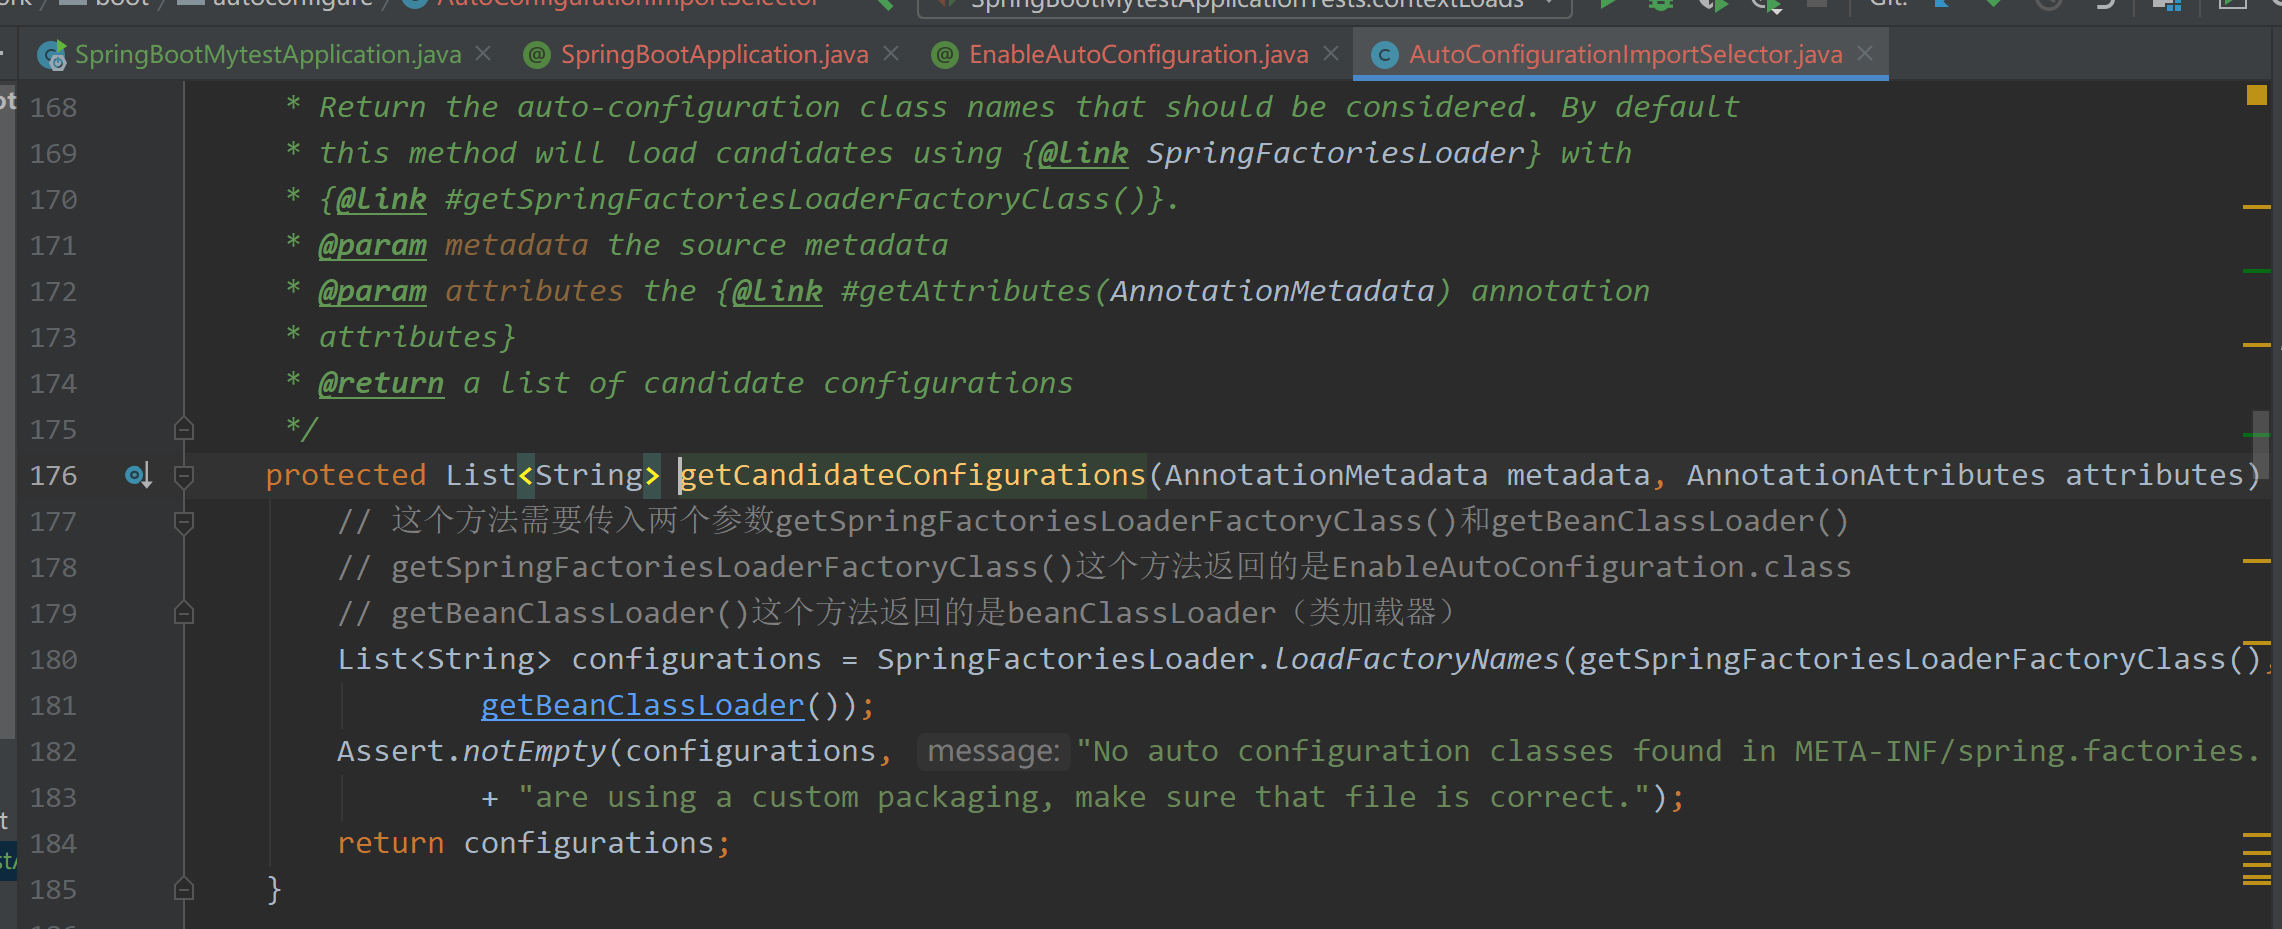 boot / autoconfigure / AutoConfigurationImportSelector SpringBootMytestApplicationTests.contextLoads Git:
SpringBootMytestApplication.java SpringBootApplication.java EnableAutoConfiguration.java AutoConfigurationImportSelector.java
168 * Return the auto-configuration class names that should be considered. By default
169 * this method will load candidates using {@link SpringFactoriesLoader} with
170 * {@link #getSpringFactoriesLoaderFactoryClass()}.
171 * @param metadata the source metadata
172 * @param attributes the {@link #getAttributes(AnnotationMetadata) annotation
173 * attributes}
174 * @return a list of candidate configurations
175 */
176 protected List<String> getCandidateConfigurations(AnnotationMetadata metadata, AnnotationAttributes attributes)
177 // 这个方法需要传入两个参数getSpringFactoriesLoaderFactoryClass()和getBeanClassLoader()
178 // getSpringFactoriesLoaderFactoryClass()这个方法返回的是EnableAutoConfiguration.class
179 // getBeanClassLoader()这个方法返回的是beanClassLoader（类加载器）
180 List<String> configurations = SpringFactoriesLoader.loadFactoryNames(getSpringFactoriesLoaderFactoryClass(),
181 getBeanClassLoader());
182 Assert.notEmpty(configurations, message: "No auto configuration classes found in META-INF/spring.factories.
183 + "are using a custom packaging, make sure that file is correct.");
184 return configurations;
185 }